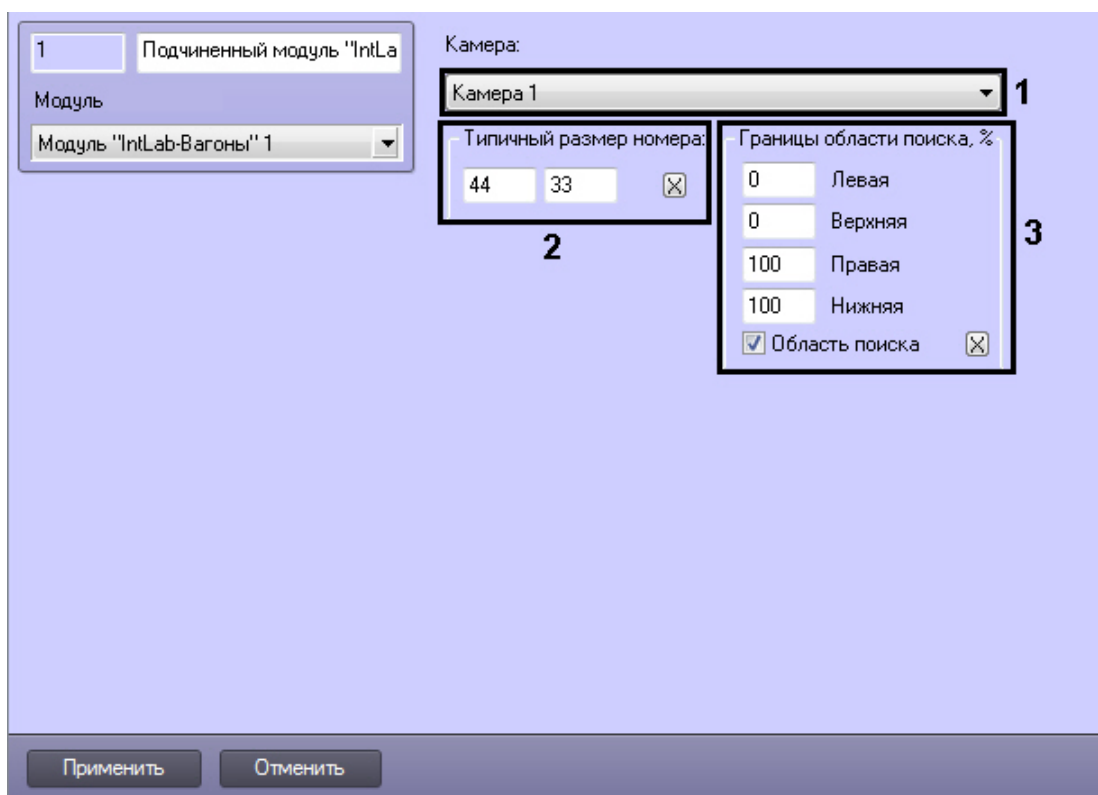 1
Подчиненный модуль "IntLa
Модуль
Модуль "IntLab-Вагоны" 1
Камера:
Камера 1
1
Типичный размер номера:
44 33
2
Границы области поиска, %
0 Левая
0 Верхняя
100 Правая
100 Нижняя
Область поиска
3
Применить Отменить